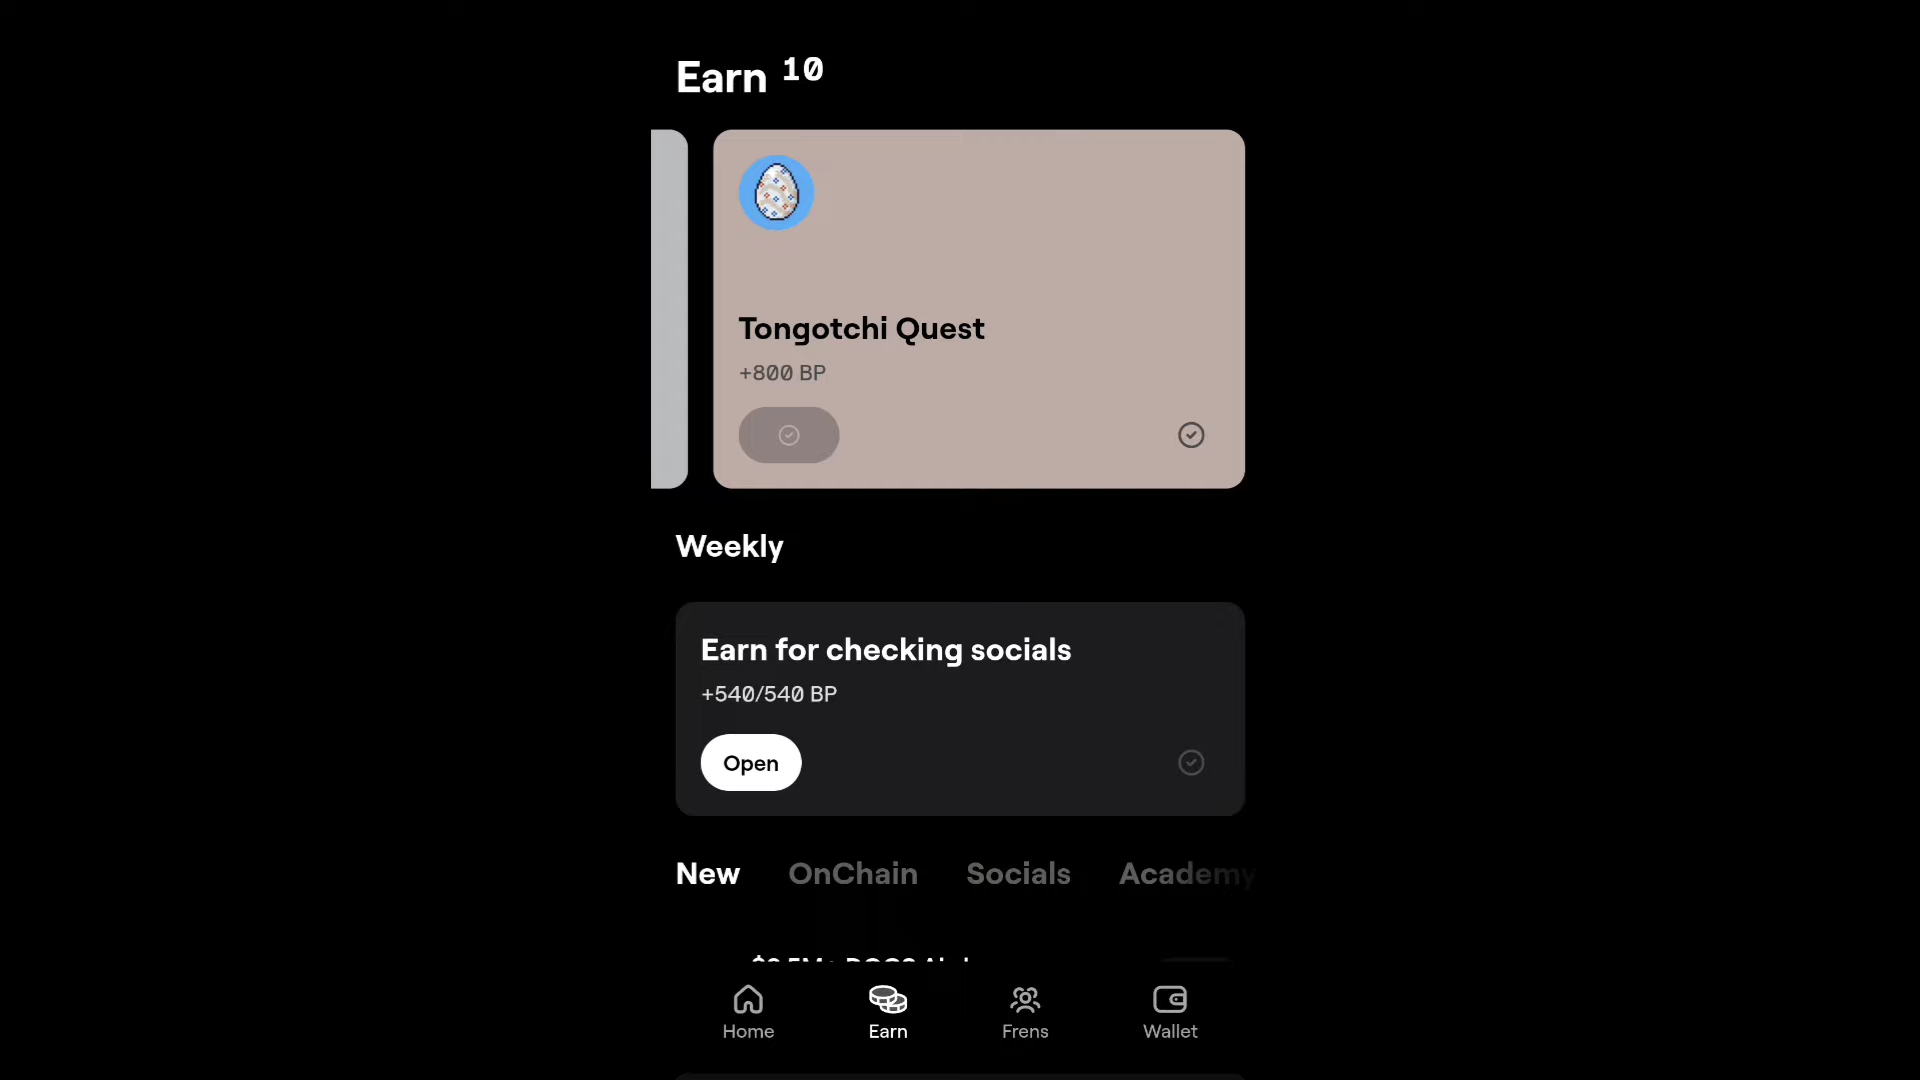 Earn 10
Tongotchi Quest
+800 BP
Weekly
Earn for checking socials
+540/540 BP
Open
New OnChain Socials Academy
Home Earn Frens Wallet